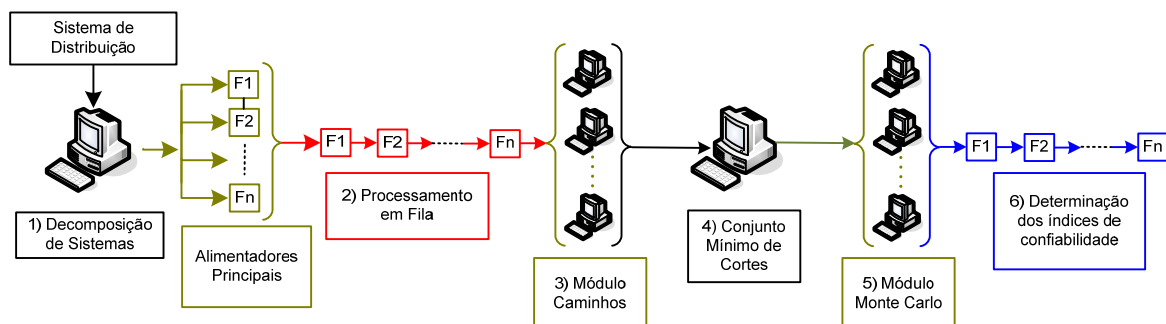 Sistema de
Distribuição
F1
F2
Fn
1) Decomposição
de Sistemas
Alimentadores
Principais
F1
F2
Fn
2) Processamento
em Fila
3) Módulo
Caminhos
4) Conjunto
Mínimo de
Cortes
5) Módulo
Monte Carlo
F1
F2
Fn
6) Determinação
dos índices de
confiabilidade